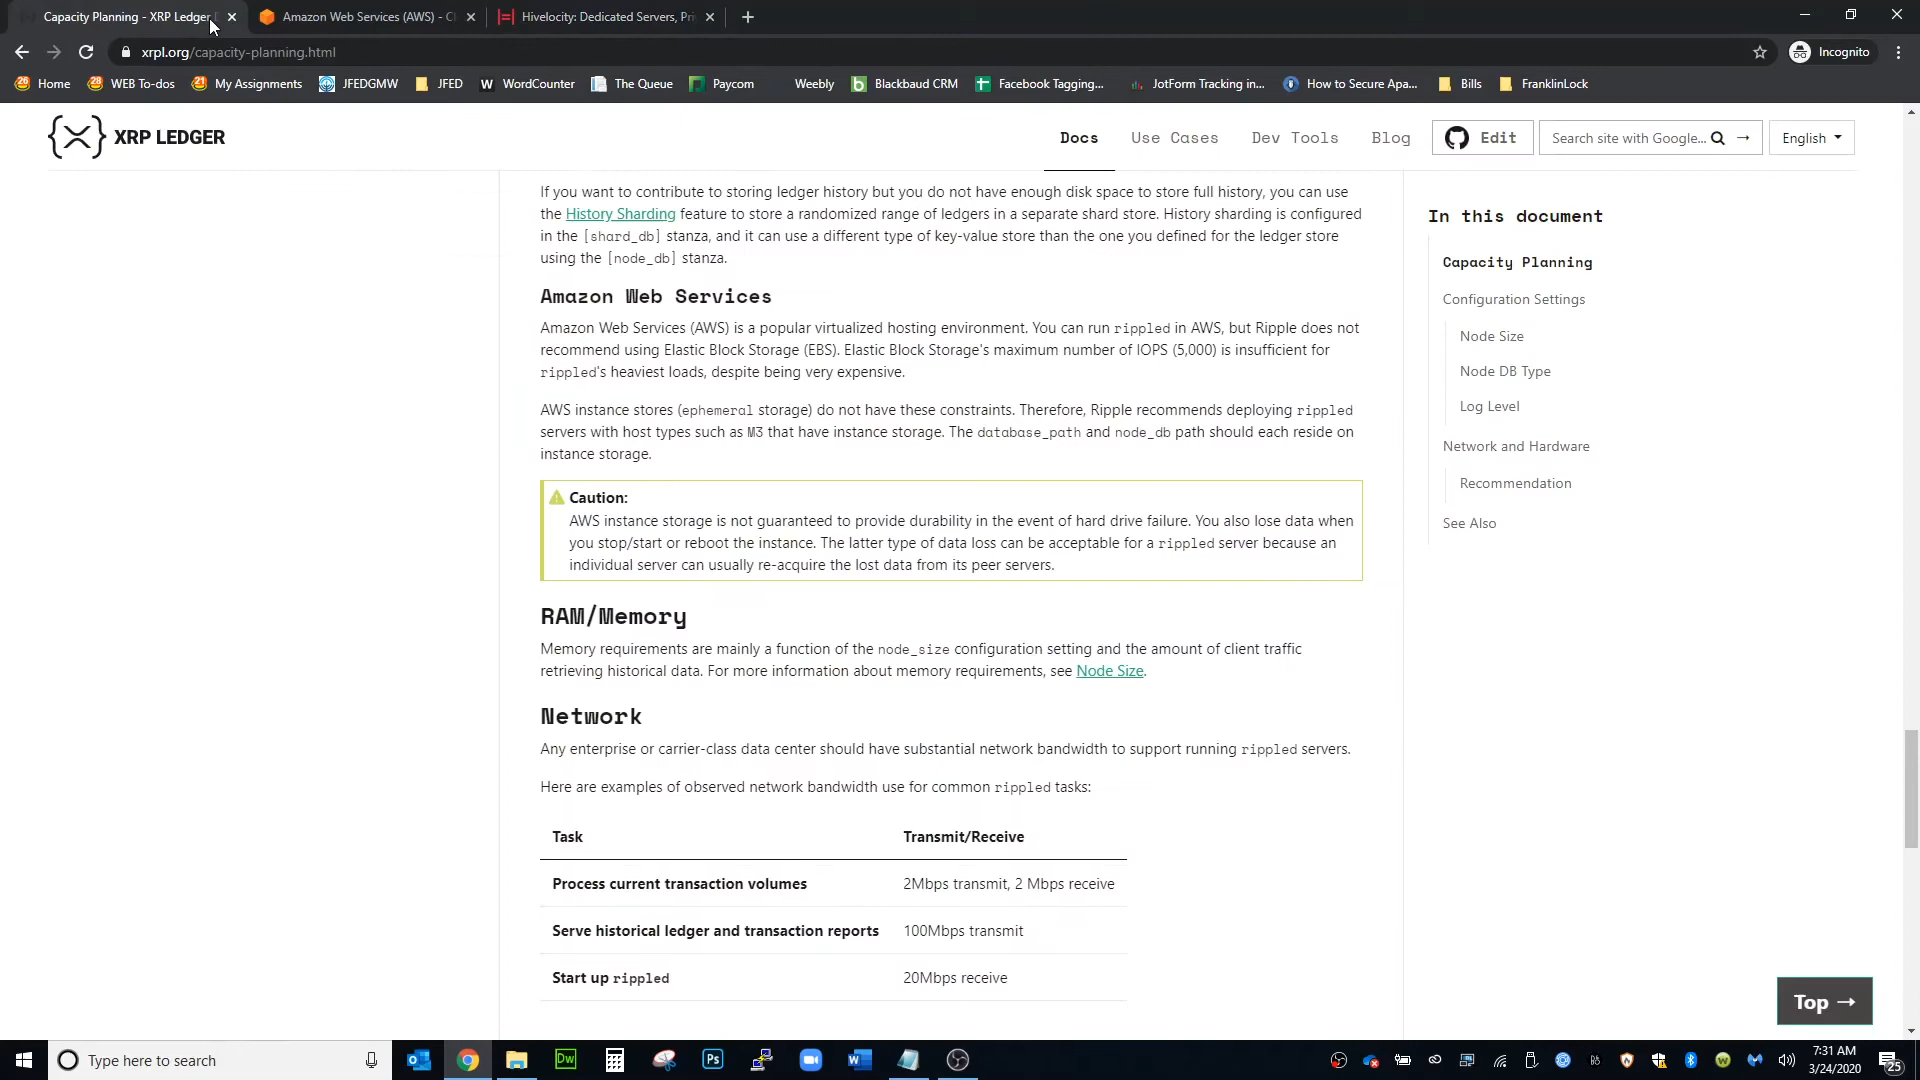 Capacity Planning - XRP Ledger
Amazon Web Services (AWS) - Cl
Hivelocity: Dedicated Servers, Pri
xrpl.org/capacity-planning.html
Incognito
26 Home
28 WEB To-dos
21 My Assignments
JFEDGMW
JFED
W WordCounter
The Queue
Paycom
Weebly
b Blackbaud CRM
Facebook Tagging...
JotForm Tracking in...
How to Secure Apa...
Bills
FranklinLock
XRP LEDGER
Docs
Use Cases
Dev Tools
Blog
Edit
Search site with Google...
English
If you want to contribute to storing ledger history but you do not have enough disk space to store full history, you can use
the History Sharding feature to store a randomized range of ledgers in a separate shard store. History sharding is configured
in the [shard_db] stanza, and it can use a different type of key-value store than the one you defined for the ledger store
using the [node_db] stanza.
Amazon Web Services
Amazon Web Services (AWS) is a popular virtualized hosting environment. You can run rippled in AWS, but Ripple does not
recommend using Elastic Block Storage (EBS). Elastic Block Storage's maximum number of IOPS (5,000) is insufficient for
rippled's heaviest loads, despite being very expensive.
AWS instance stores (ephemeral storage) do not have these constraints. Therefore, Ripple recommends deploying rippled
servers with host types such as M3 that have instance storage. The database_path and node_db path should each reside on
instance storage.
Caution:
AWS instance storage is not guaranteed to provide durability in the event of hard drive failure. You also lose data when
you stop/start or reboot the instance. The latter type of data loss can be acceptable for a rippled server because an
individual server can usually re-acquire the lost data from its peer servers.
RAM/Memory
Memory requirements are mainly a function of the node_size configuration setting and the amount of client traffic
retrieving historical data. For more information about memory requirements, see Node Size.
Network
Any enterprise or carrier-class data center should have substantial network bandwidth to support running rippled servers.
Here are examples of observed network bandwidth use for common rippled tasks:
Task Transmit/Receive
Process current transaction volumes 2Mbps transmit, 2 Mbps receive
Serve historical ledger and transaction reports 100Mbps transmit
Start up rippled 20Mbps receive
In this document
Capacity Planning
Configuration Settings
Node Size
Node DB Type
Log Level
Network and Hardware
Recommendation
See Also
Top →
Type here to search
Dw
Ps
7:31 AM
3/24/2020
25